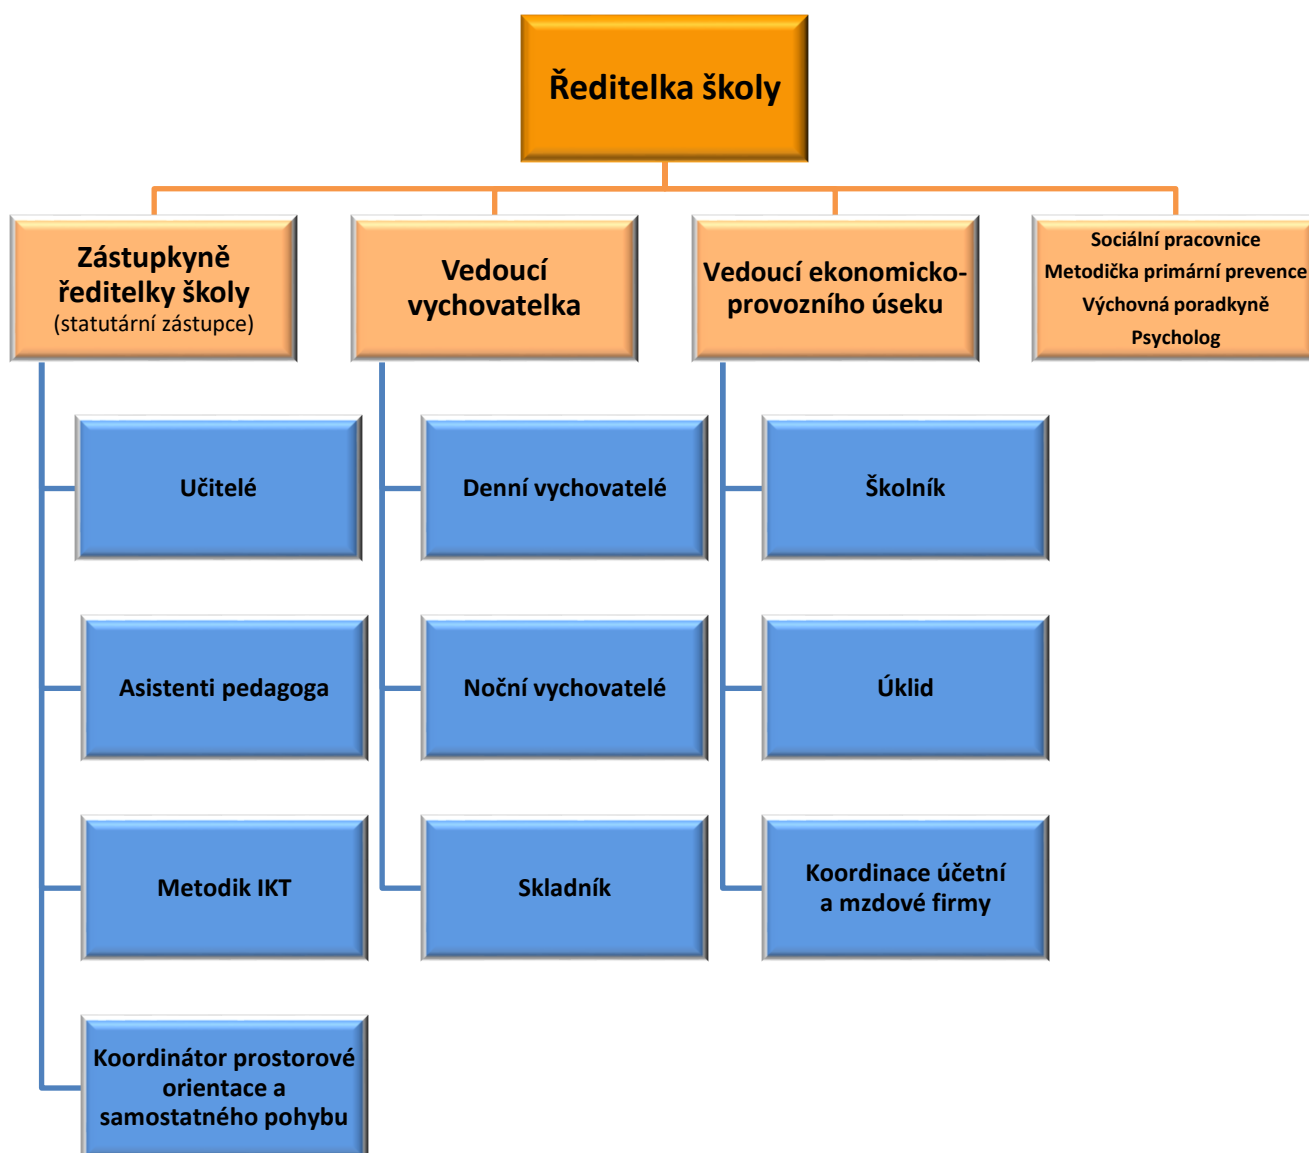 Ředitelka školy
Zástupkyně
ředitelky školy
(statutární zástupce)
Vedoucí
vychovatelka
Vedoucí ekonomicko-
provozního úseku
Sociální pracovnice
Metodička primární prevence
Výchovná poradkyně
Psycholog
Učitelé
Denní vychovatelé
Školník
Asistenti pedagoga
Noční vychovatelé
Úklid
Metodik IKT
Skladník
Koordinace účetní
a mzdové firmy
Koordinátor prostorové
orientace a
samostatného pohybu